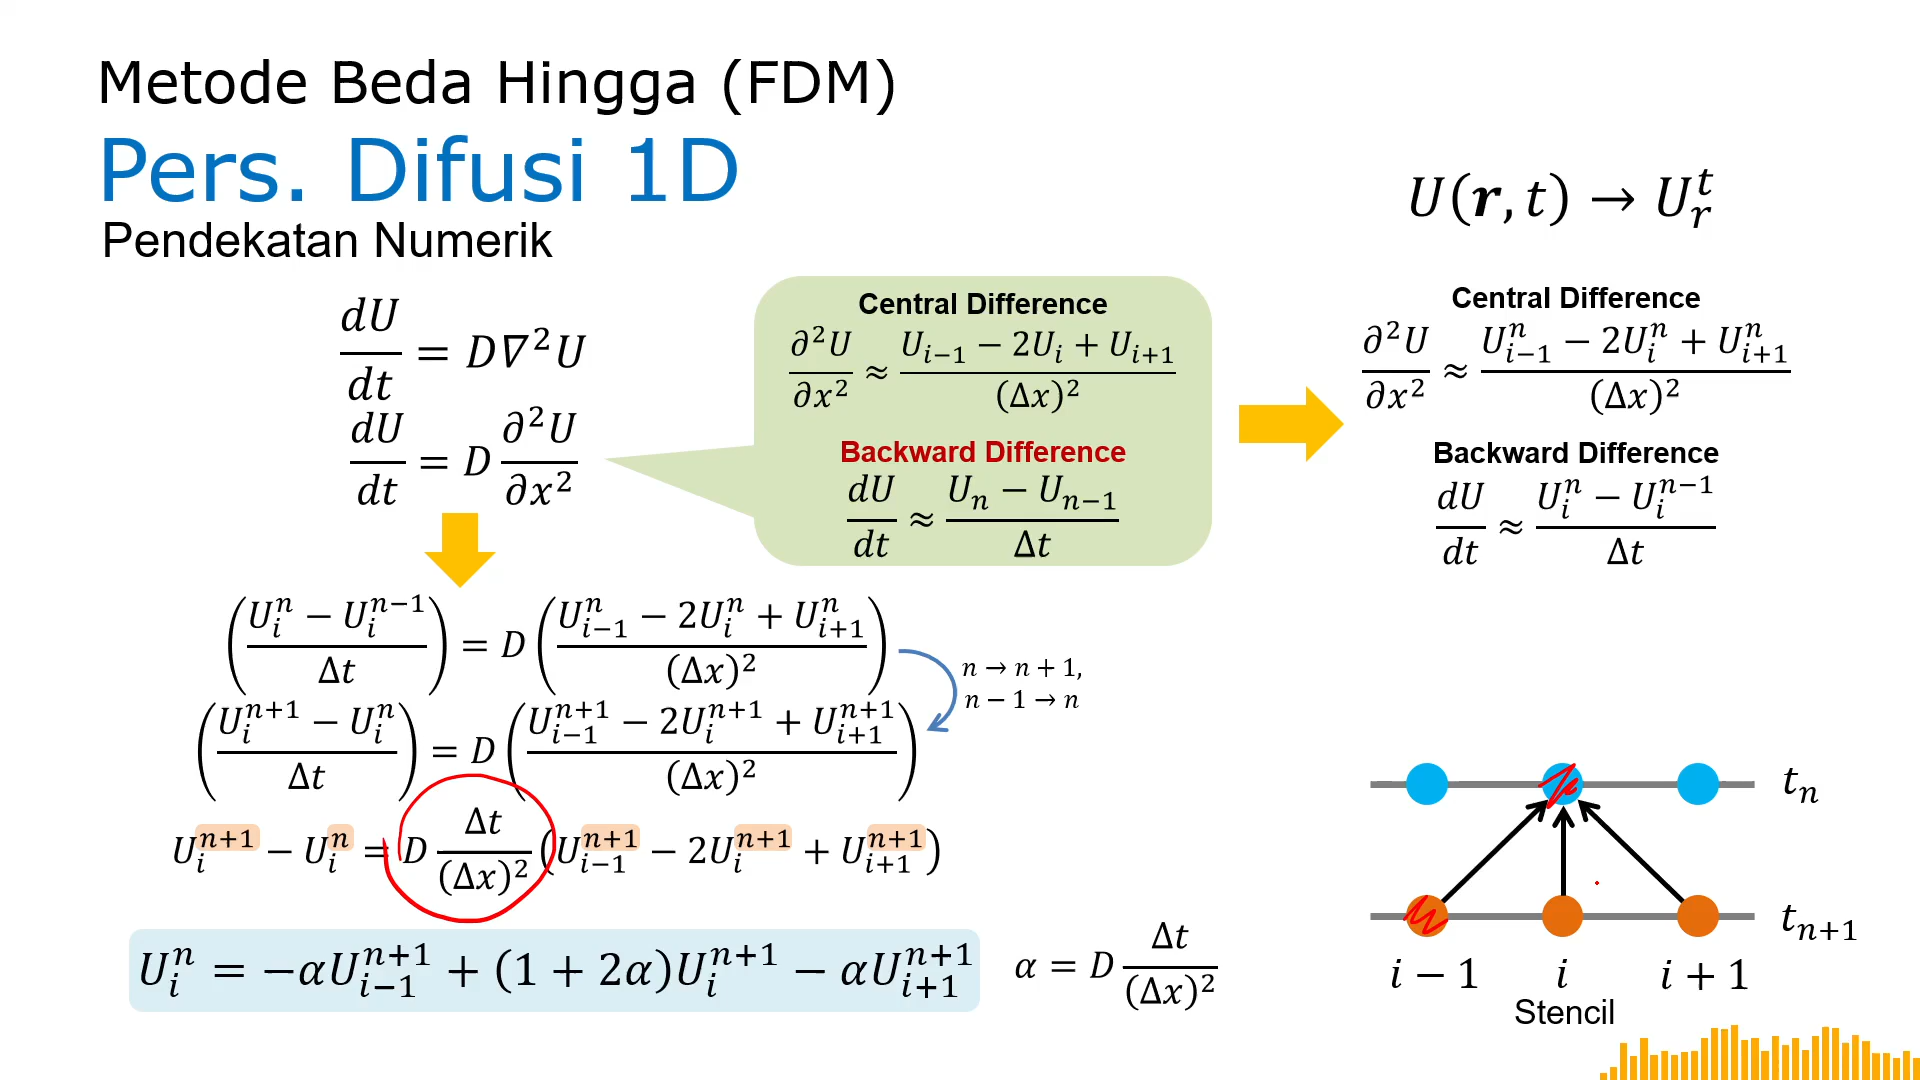 Metode Beda Hingga (FDM)
Pers. Difusi 1D
Pendekatan Numerik
U(r, t) → U_r^t
dU/dt = D∇²U
dU/dt = D ∂²U/∂x²
Central Difference
∂²U/∂x² ≈ (U_{i−1} − 2U_i + U_{i+1})/(Δx)²
Backward Difference
dU/dt ≈ (U_n − U_{n−1})/Δt
Central Difference
∂²U/∂x² ≈ (U_{i−1}^n − 2U_i^n + U_{i+1}^n)/(Δx)²
Backward Difference
dU/dt ≈ (U_i^n − U_i^{n−1})/Δt
((U_i^n − U_i^{n−1})/Δt) = D((U_{i−1}^n − 2U_i^n + U_{i+1}^n)/(Δx)²)
n → n + 1,
n − 1 → n
((U_i^{n+1} − U_i^n)/Δt) = D((U_{i−1}^{n+1} − 2U_i^{n+1} + U_{i+1}^{n+1})/(Δx)²)
U_i^{n+1} − U_i^n = D Δt/(Δx)² (U_{i−1}^{n+1} − 2U_i^{n+1} + U_{i+1}^{n+1})
U_i^n = −αU_{i−1}^{n+1} + (1 + 2α)U_i^{n+1} − αU_{i+1}^{n+1}
α = D Δt/(Δx)²
t_n
t_{n+1}
i − 1 i i + 1
Stencil